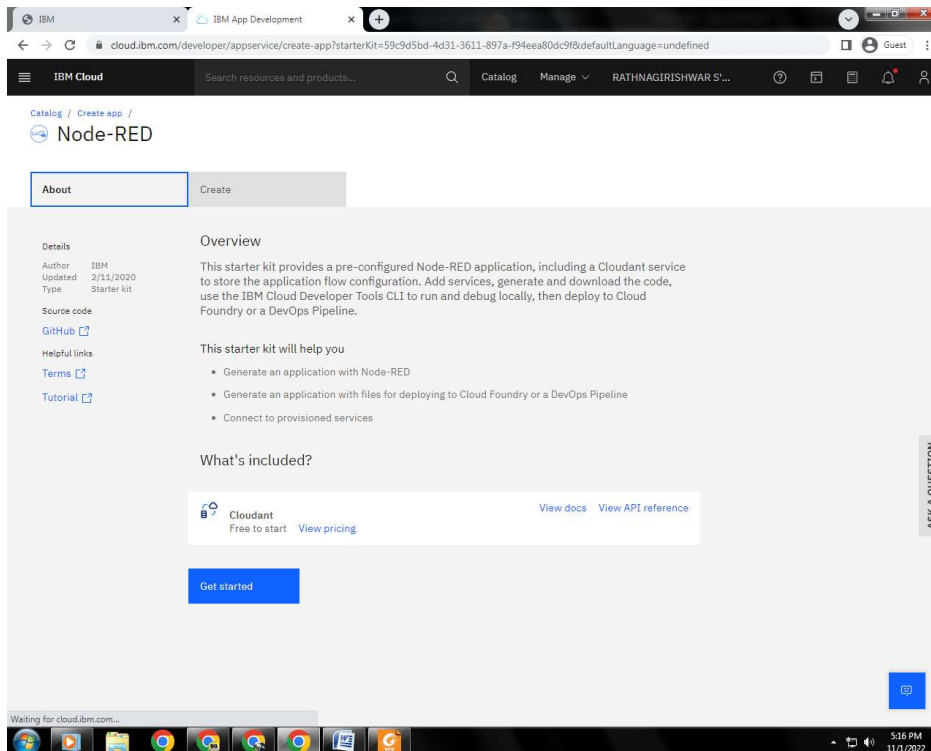 IBM
IBM App Development
cloud.ibm.com/developer/appservice/create-app?starterKit=59c9d5bd-4d31-3611-897a-f94eea80dc9f&defaultLanguage=undefined
Guest
IBM Cloud
Search resources and products...
Catalog
Manage
RATHNAGIRISHWAR S'...
Catalog / Create app /
Node-RED
About
Create
Details
Author IBM
Updated 2/11/2020
Type Starter kit
Source code
GitHub
Helpful links
Terms
Tutorial
Overview
This starter kit provides a pre-configured Node-RED application, including a Cloudant service
to store the application flow configuration. Add services, generate and download the code,
use the IBM Cloud Developer Tools CLI to run and debug locally, then deploy to Cloud
Foundry or a DevOps Pipeline.
This starter kit will help you
• Generate an application with Node-RED
• Generate an application with files for deploying to Cloud Foundry or a DevOps Pipeline
• Connect to provisioned services
What's included?
Cloudant
Free to start View pricing
View docs View API reference
Get started
ASK A QUESTION
Waiting for cloud.ibm.com...
5:16 PM
11/1/2022